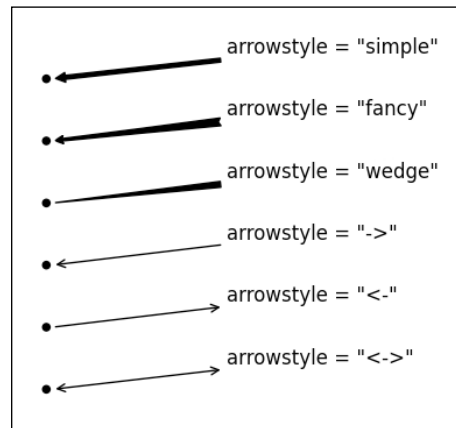 arrowstyle = "simple"
arrowstyle = "fancy"
arrowstyle = "wedge"
arrowstyle = "->"
arrowstyle = "<-"
arrowstyle = "<->"